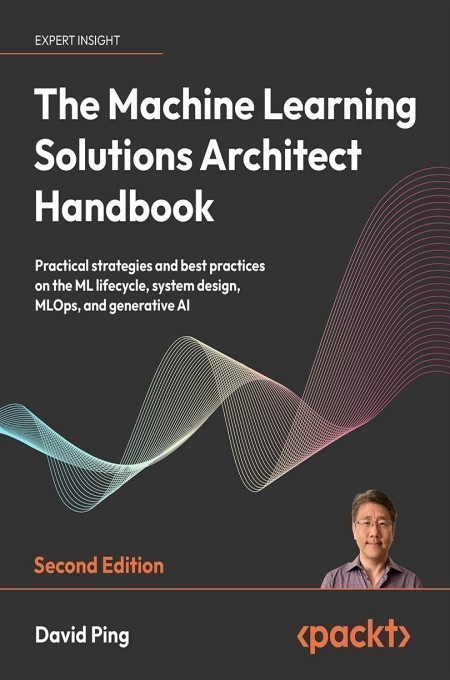 EXPERT INSIGHT
The Machine Learning
Solutions Architect
Handbook
Practical strategies and best practices
on the ML lifecycle, system design,
MLOps, and generative AI
Second Edition
David Ping
<packt>